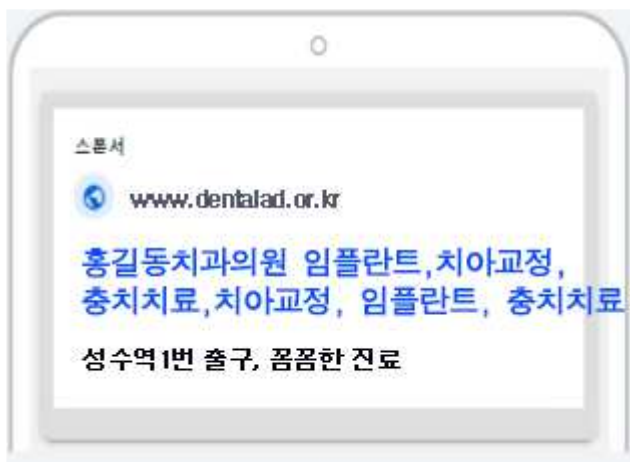 스폰서
www.dentalad.or.kr
홍길동치과의원 임플란트,치아교정,
충치치료,치아교정, 임플란트, 충치치료
성수역1번 출구, 꼼꼼한 진료